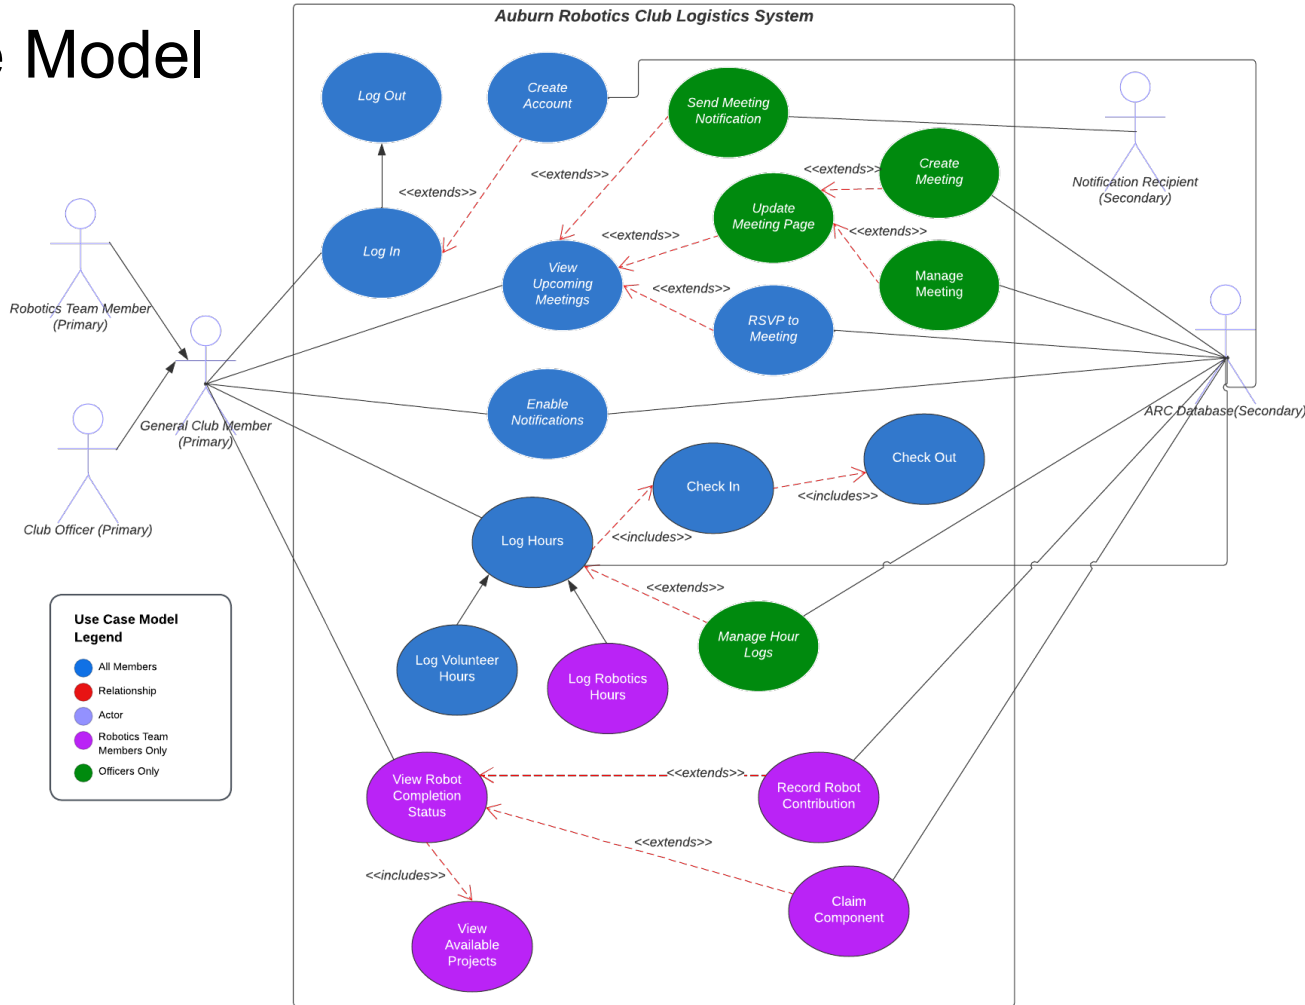 e Model
Auburn Robotics Club Logistics System
Log Out
Create
Account
Send Meeting
Notification
Notification Recipient
(Secondary)
<<extends>>
<<extends>>
<<extends>>
Create
Meeting
Update
Meeting Page
<<extends>>
<<extends>>
Log In
View
Upcoming
Meetings
Manage
Meeting
<<extends>>
RSVP to
Meeting
Robotics Team Member
(Primary)
General Club Member
(Primary)
Enable
Notifications
ARC Database(Secondary)
Club Officer (Primary)
Check In
Check Out
<<includes>>
<<includes>>
Log Hours
<<extends>>
Manage Hour
Logs
Log Volunteer
Hours
Log Robotics
Hours
Use Case Model
Legend
All Members
Relationship
Actor
Robotics Team
Members Only
Officers Only
View Robot
Completion
Status
<<extends>>
Record Robot
Contribution
<<extends>>
<<includes>>
Claim
Component
View
Available
Projects